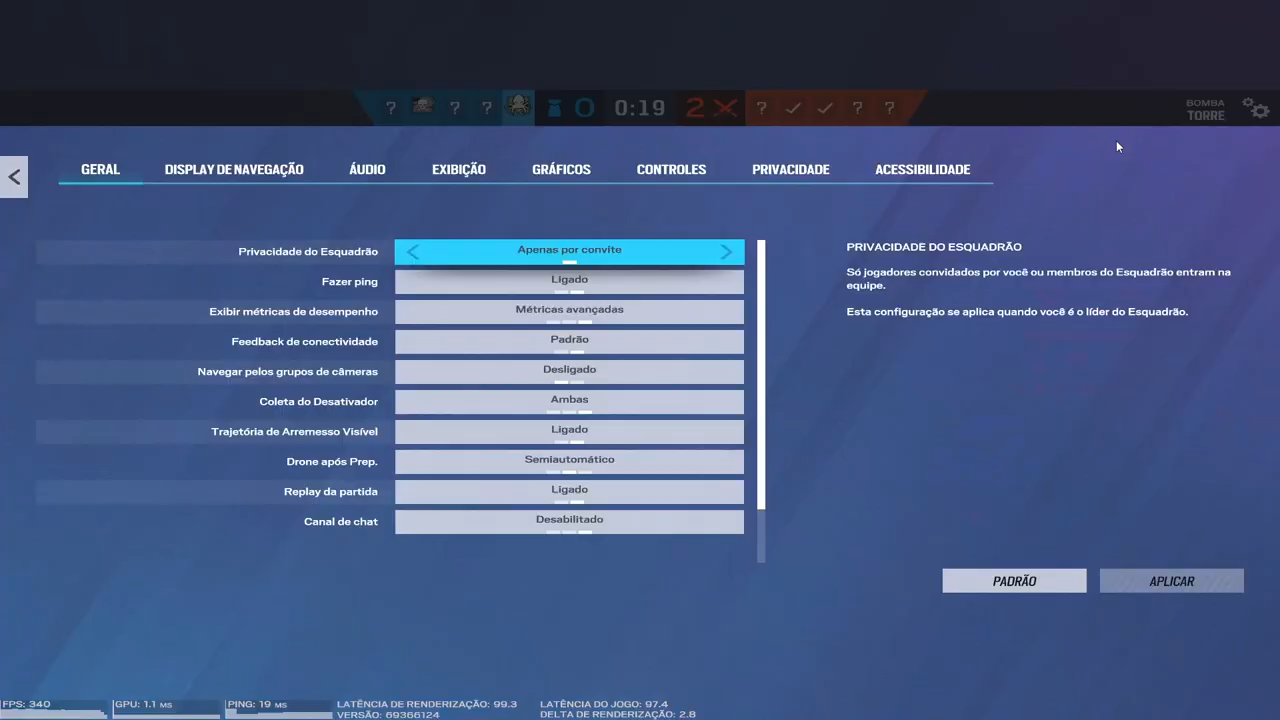 ? ? ? 0 0:19 2 ? ? ?
BOMBA
TORRE
GERAL DISPLAY DE NAVEGAÇÃO ÁUDIO EXIBIÇÃO GRÁFICOS CONTROLES PRIVACIDADE ACESSIBILIDADE
Privacidade do Esquadrão Apenas por convite
Fazer ping Ligado
Exibir métricas de desempenho Métricas avançadas
Feedback de conectividade Padrão
Navegar pelos grupos de câmeras Desligado
Coleta do Desativador Ambas
Trajetória de Arremesso Visível Ligado
Drone após Prep. Semiautomático
Replay da partida Ligado
Canal de chat Desabilitado
PRIVACIDADE DO ESQUADRÃO
Só jogadores convidados por você ou membros do Esquadrão entram na
equipe.
Esta configuração se aplica quando você é o líder do Esquadrão.
PADRÃO APLICAR
FPS: 340 GPU: 1.1 MS PING: 19 MS LATÊNCIA DE RENDERIZAÇÃO: 99.3 LATÊNCIA DO JOGO: 97.4
VERSÃO: 69366124 DELTA DE RENDERIZAÇÃO: 2.8